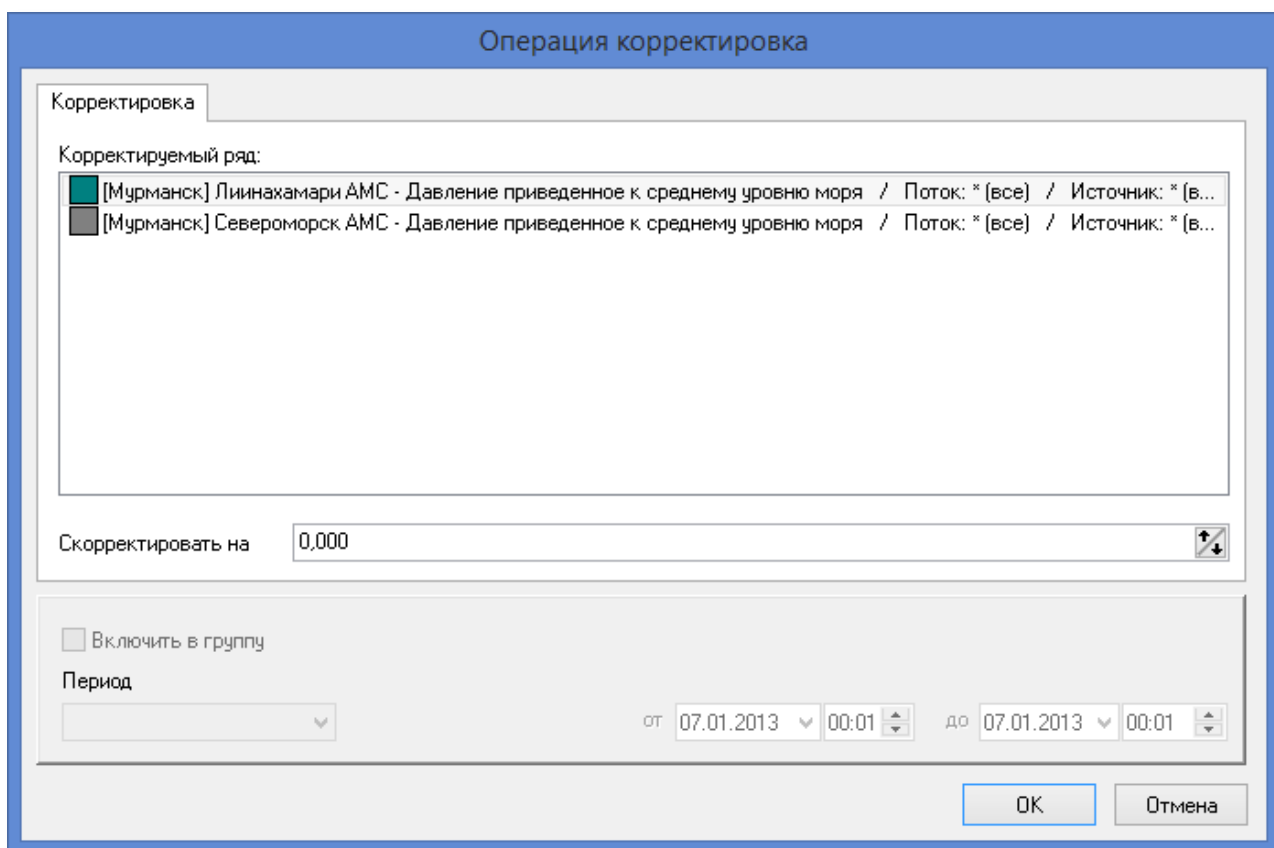 Операция корректировка
Корректировка
Корректируемый ряд:
[Мурманск] Лиинахамари АМС - Давление приведенное к среднему уровню моря / Поток: * (все) / Источник: * (в...
[Мурманск] Североморск АМС - Давление приведенное к среднему уровню моря / Поток: * (все) / Источник: * (в...
Скорректировать на 0,000
Включить в группу
Период
от 07.01.2013 00:01 до 07.01.2013 00:01
OK Отмена